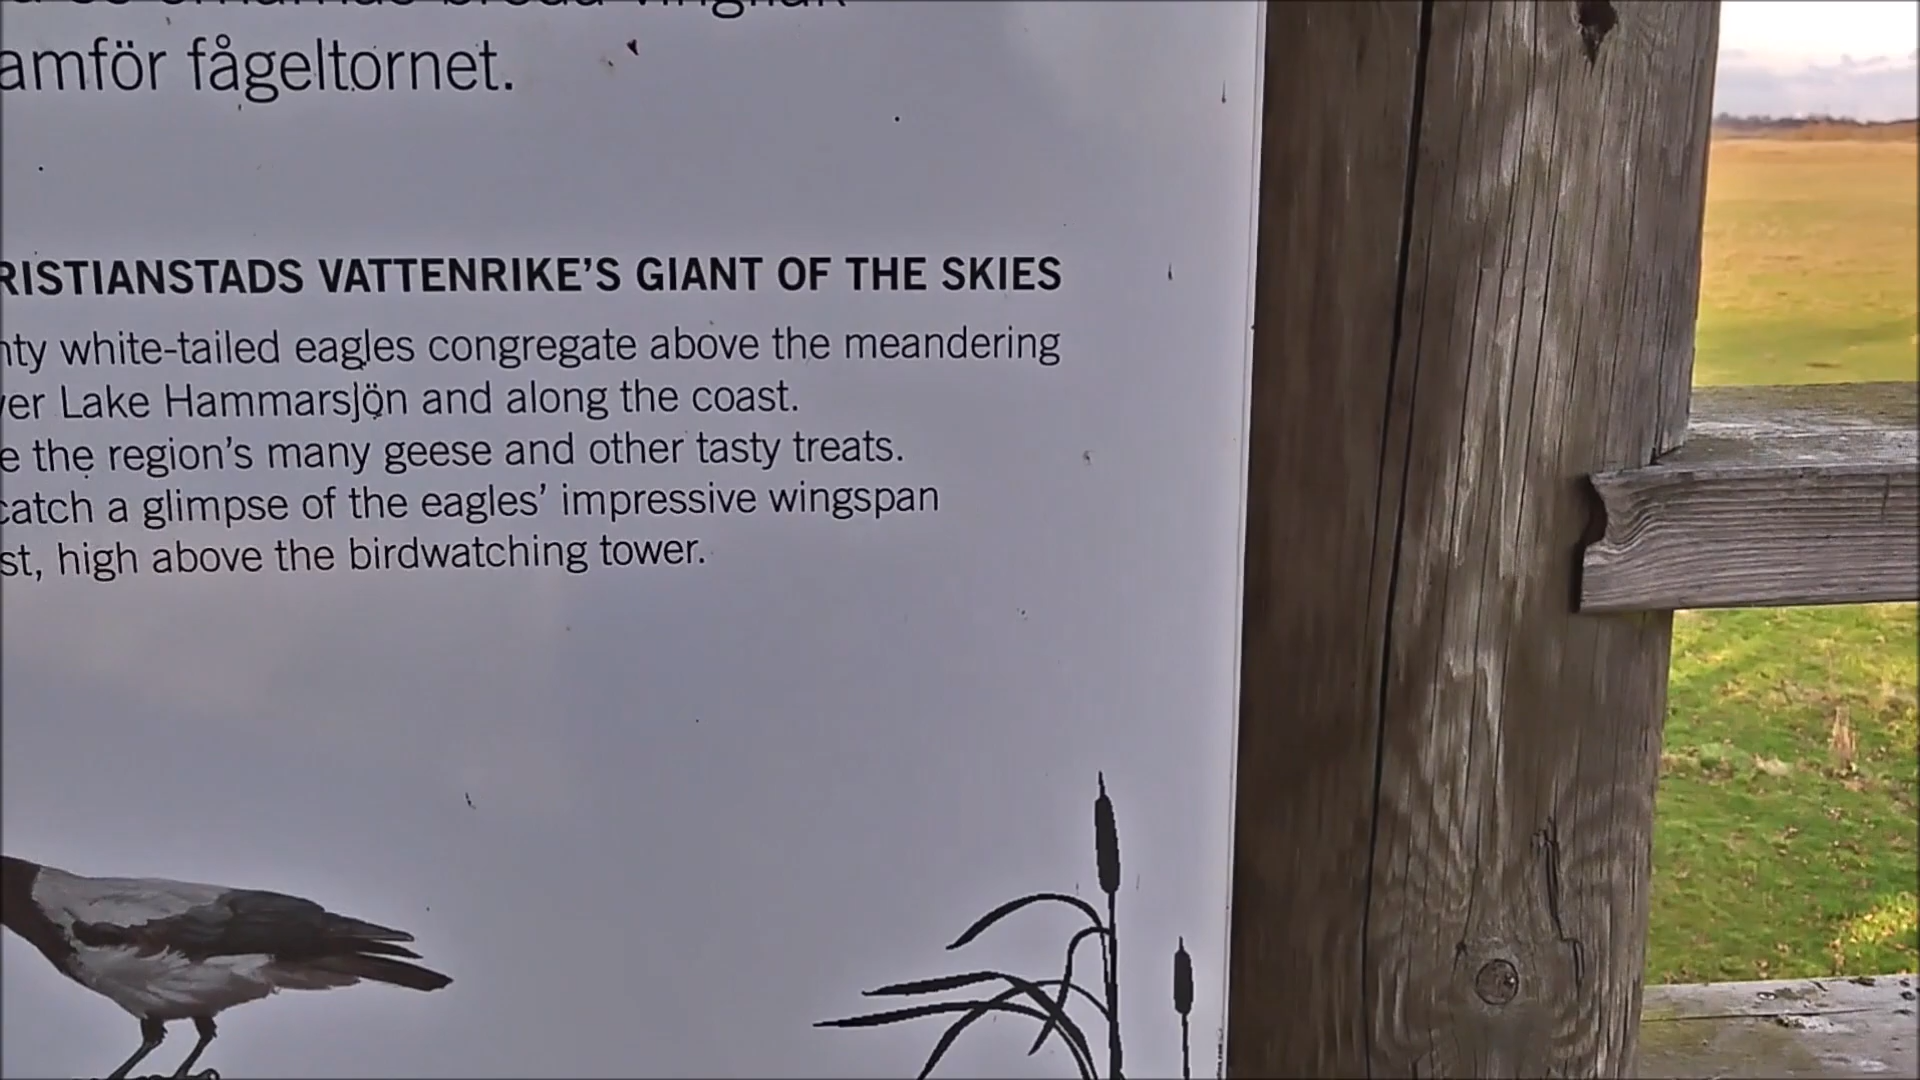 amför fågeltornet.
RISTIANSTADS VATTENRIKE'S GIANT OF THE SKIES
nty white-tailed eagles congregate above the meandering
er Lake Hammarsjön and along the coast.
e the region's many geese and other tasty treats.
catch a glimpse of the eagles' impressive wingspan
st, high above the birdwatching tower.